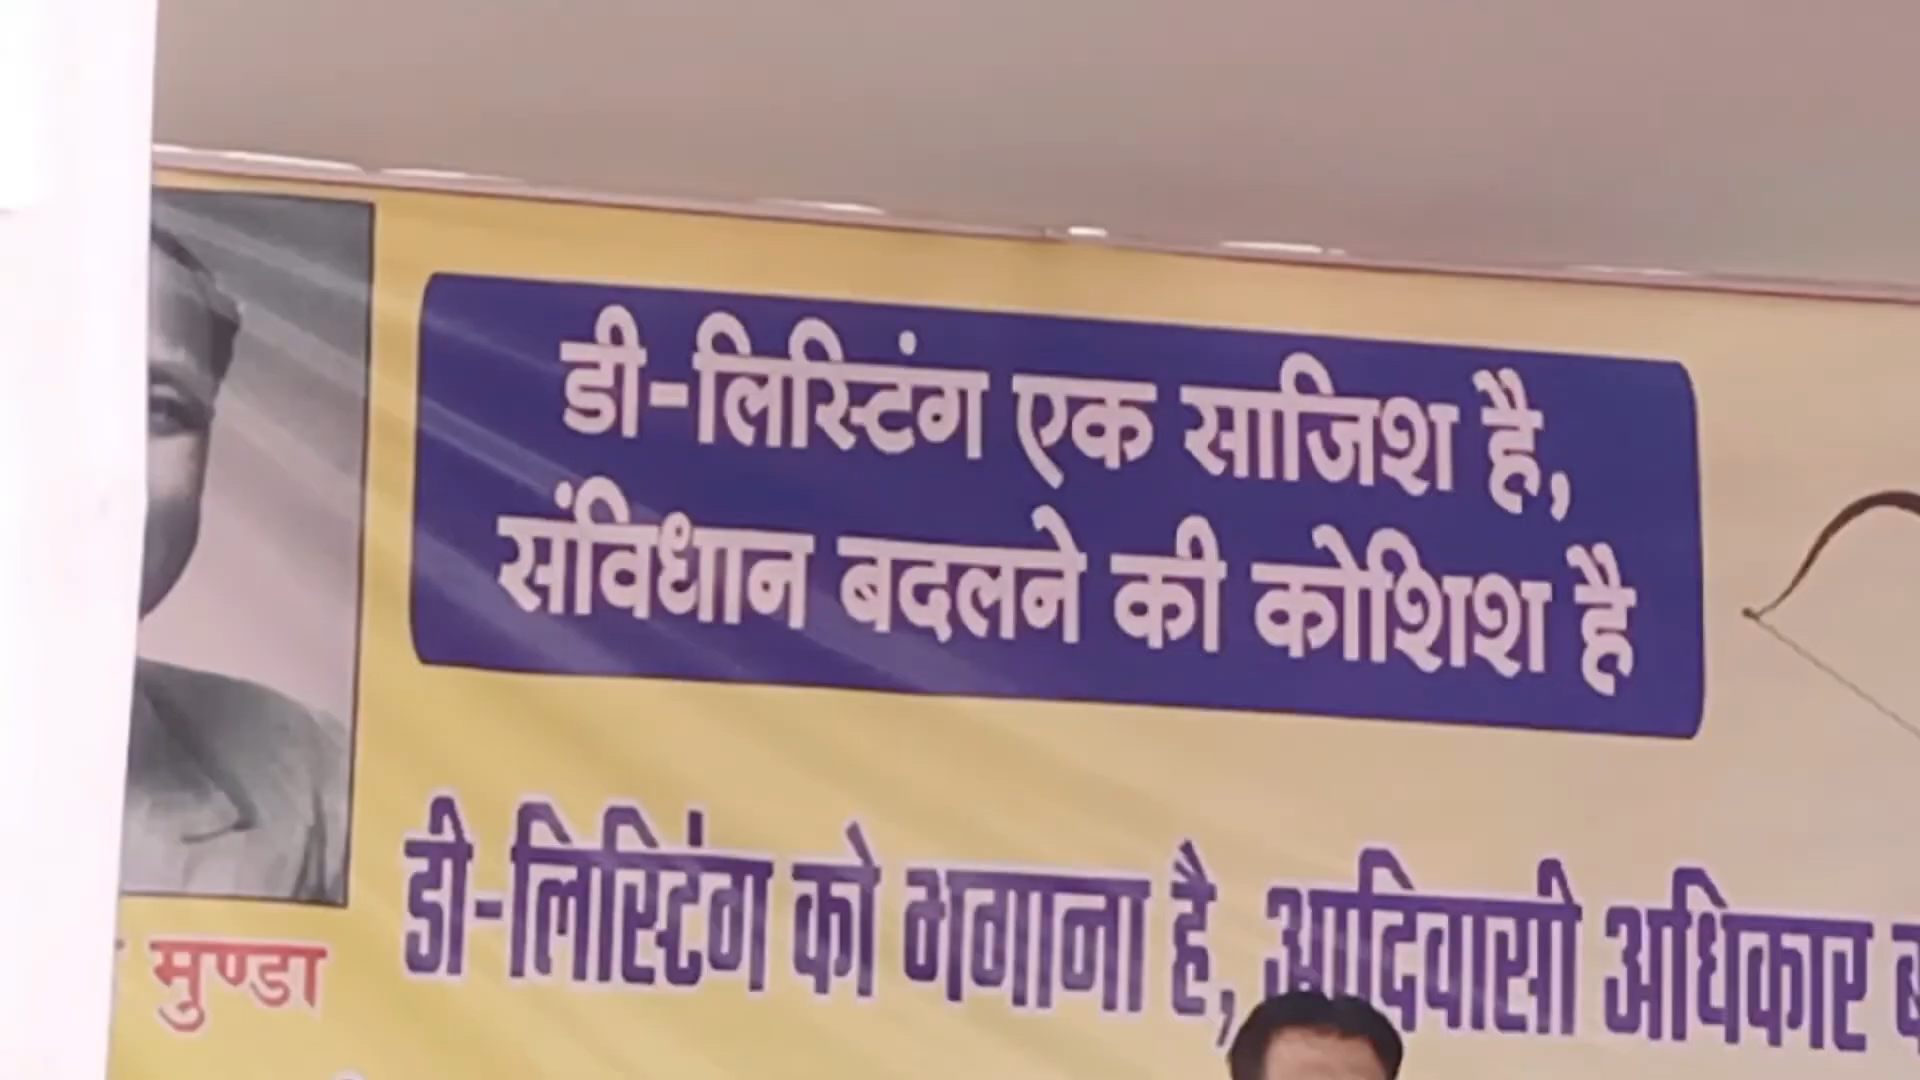 डी-लिस्टिंग एक साजिश है,
संविधान बदलने की कोशिश है
डी-लिस्टिंग को भगाना है, आदिवासी अधिकार
मुण्डा